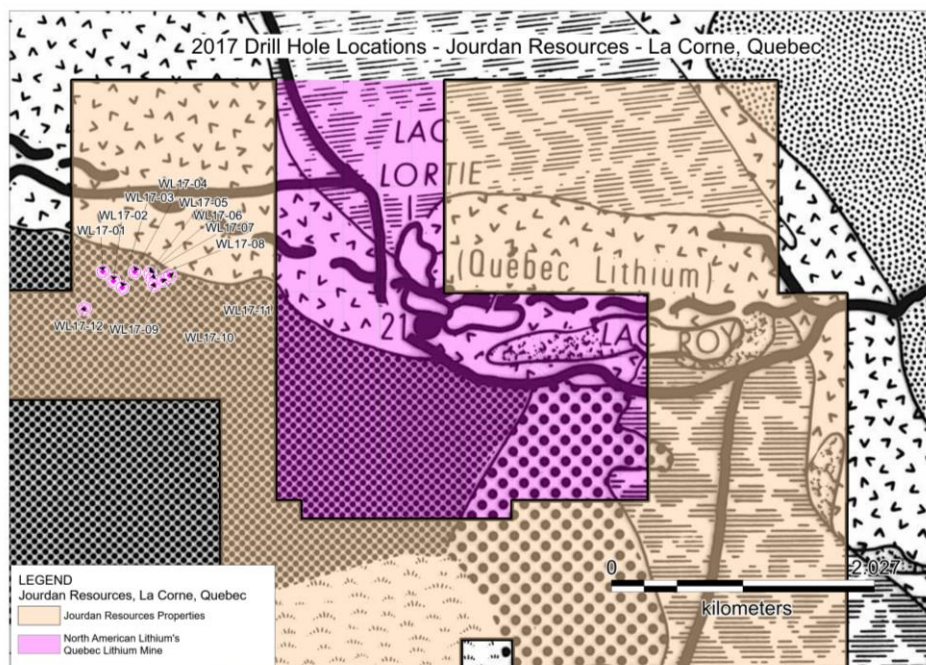 2017 Drill Hole Locations - Jourdan Resources - La Corne, Quebec
LAC
LORTIE
WL17-04
WL17-03
WL17-05
WL17-02
WL17-06
WL17-01
WL17-07
WL17-08
(Québec Lithium)
WL17-11
WL17-12
WL17-09
WL17-10
21
LAC ROY
0
2.027
kilometers
LEGEND
Jourdan Resources, La Corne, Quebec
Jourdan Resources Properties
North American Lithium's
Quebec Lithium Mine